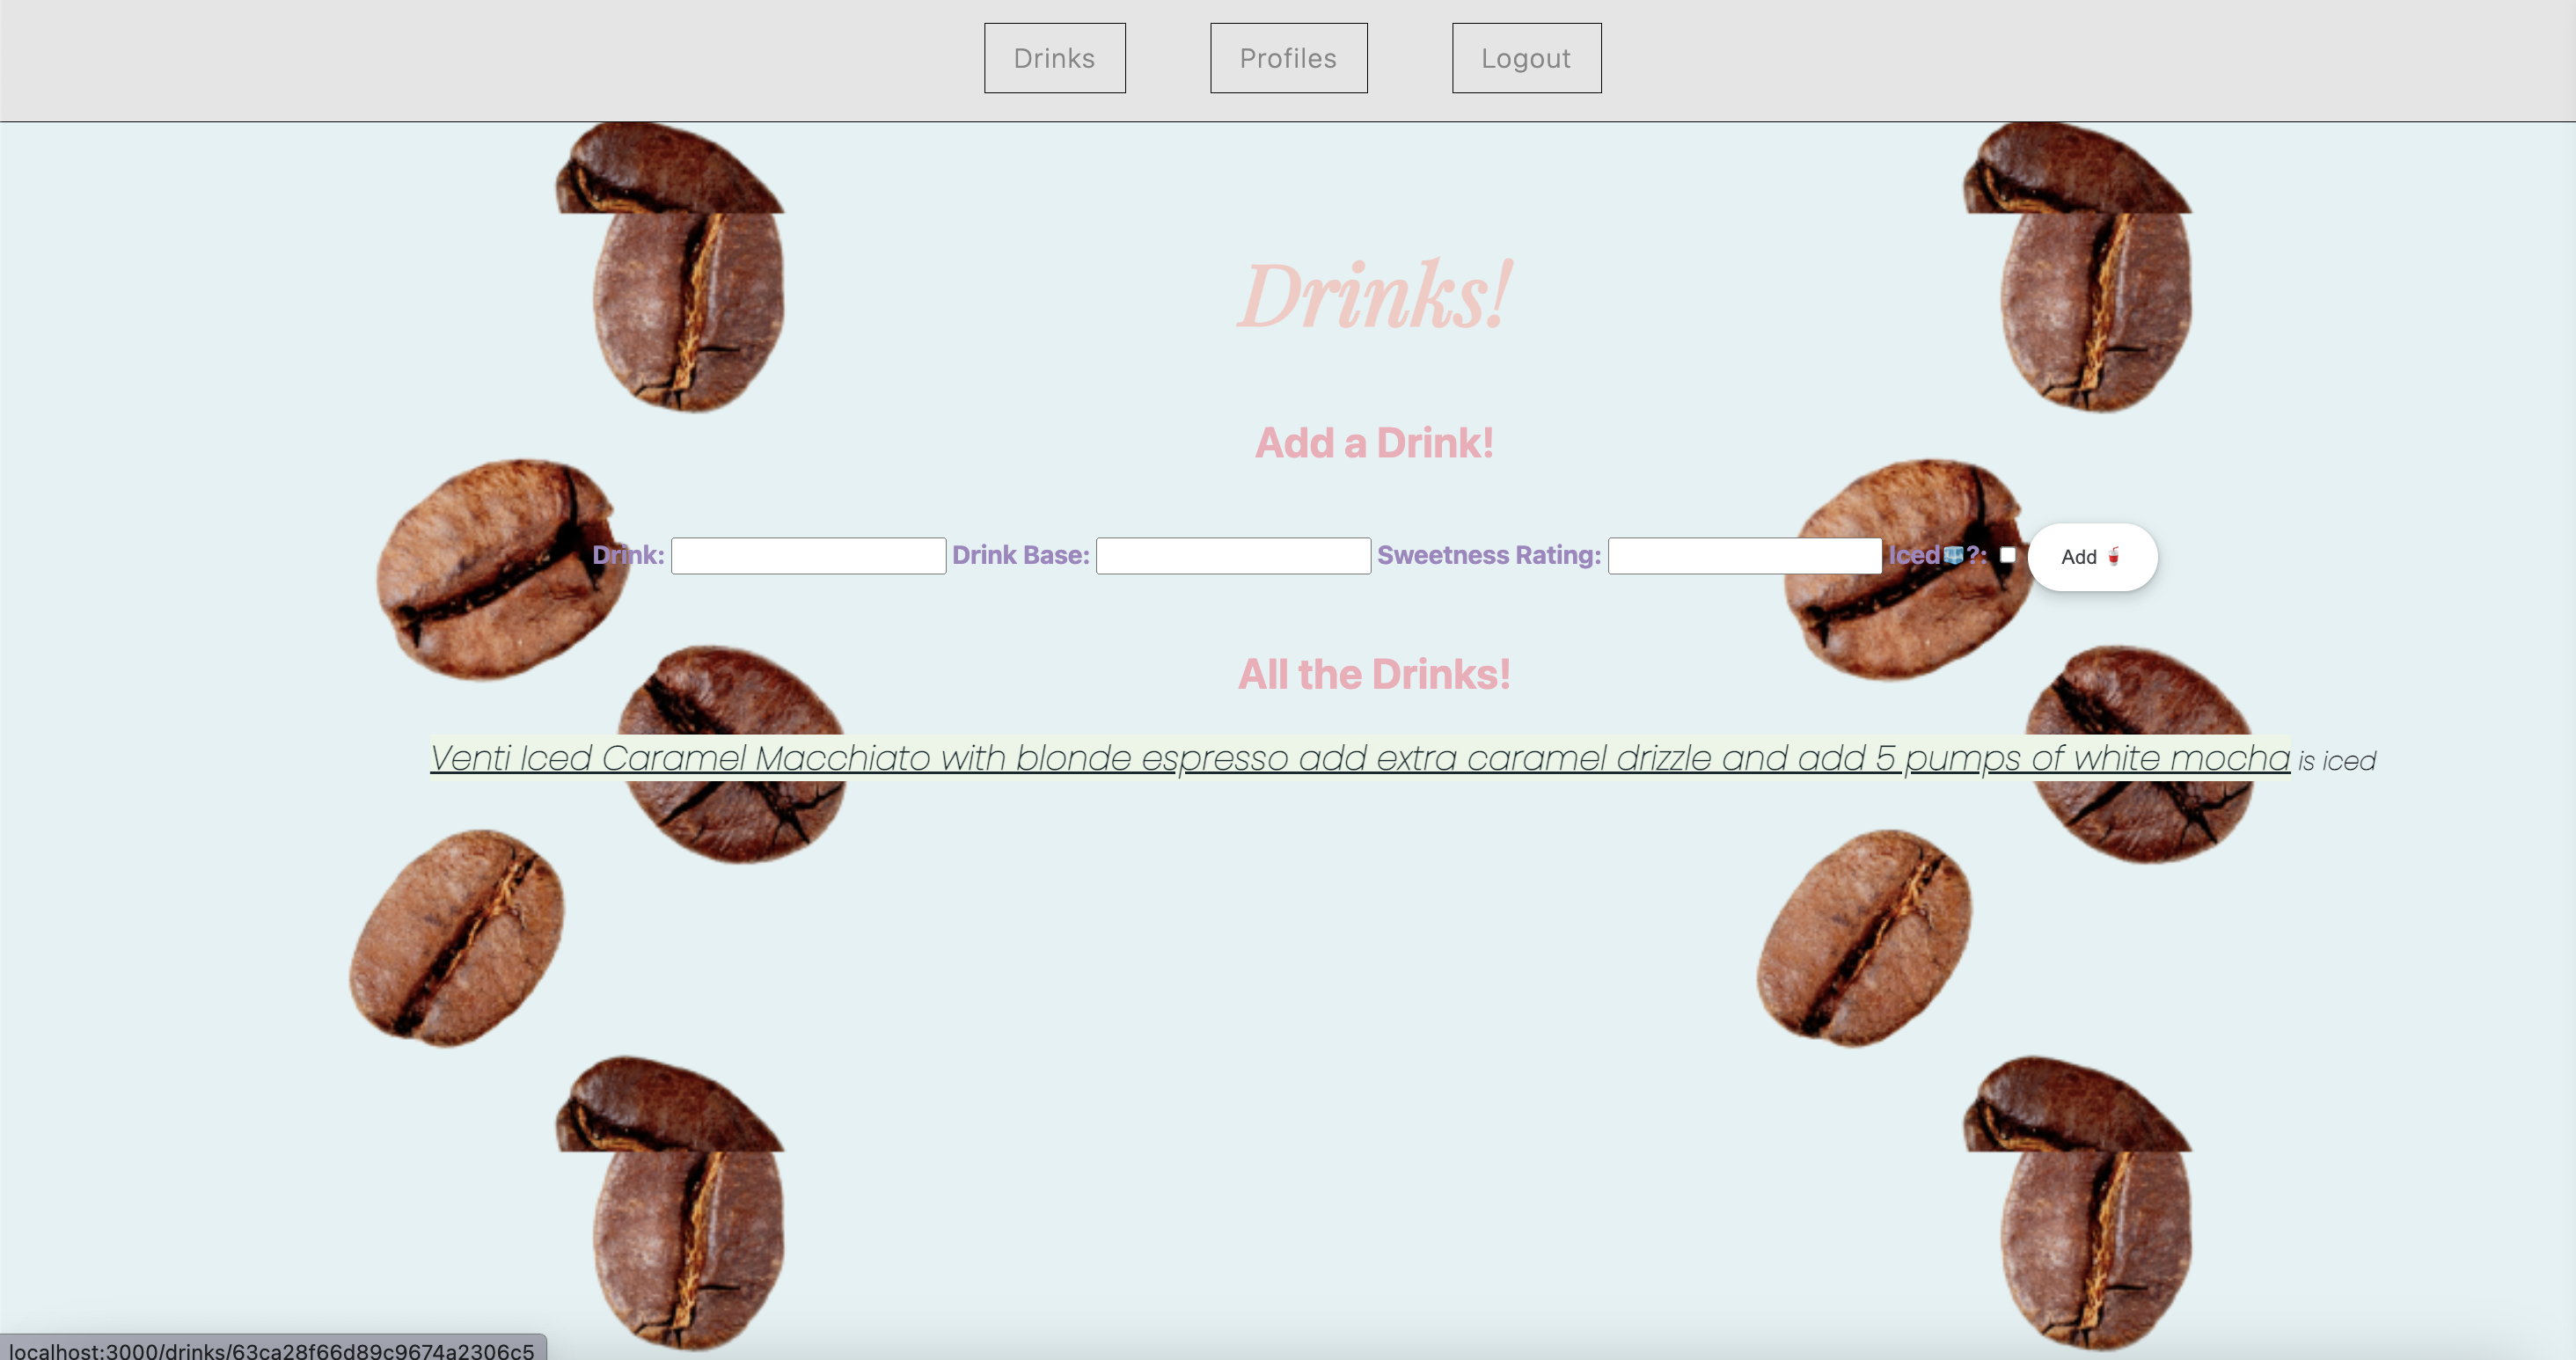 Drinks Profiles Logout
Drinks!
Add a Drink!
Drink: Drink Base: Sweetness Rating: Iced🧊?: Add 🥤
All the Drinks!
Venti Iced Caramel Macchiato with blonde espresso add extra caramel drizzle and add 5 pumps of white mocha is iced
localhost:3000/drinks/63ca28f66d89c9674a2306c5